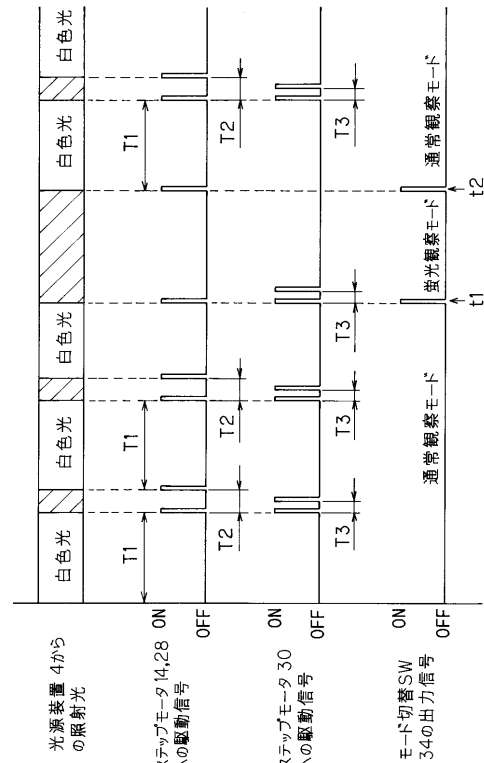 光源装置 4から
の照射光
白色光
白色光
白色光
白色光
白色光
ステップモータ 14,28
への駆動信号
ON
OFF
T1
T2
T1
T2
T1
T2
ステップモータ 30
への駆動信号
ON
OFF
T3
T3
T3
T3
モード切替SW
34の出力信号
ON
OFF
通常観察モード
蛍光観察モード
通常観察モード
t1
t2